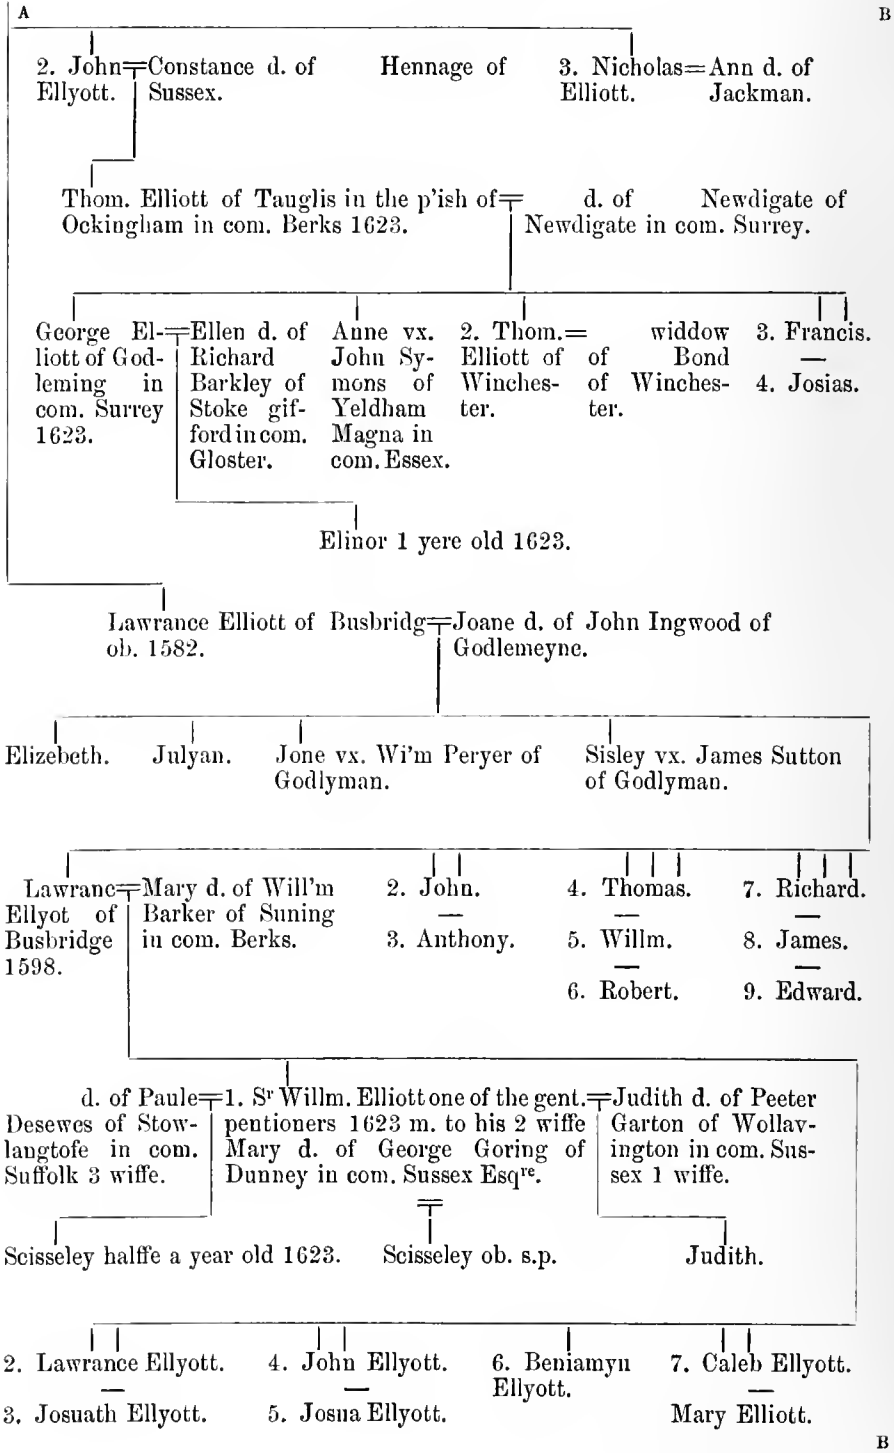 A B
2. John=Constance d. of Hennage of 3. Nicholas=Ann d. of
Ellyott. Sussex. Elliott. Jackman.
Thom. Elliott of Tauglis in the p'ish of= d. of Newdigate of
Ockingham in com. Berks 1623. Newdigate in com. Surrey.
George El-=Ellen d. of Anne vx. 2. Thom.= widdow 3. Francis.
liott of God- Richard John Sy- Elliott of of Bond —
leming in Barkley of mons of Winches- of Winches- 4. Josias.
com. Surrey Stoke gif- Yeldham ter. ter.
1623. ford in com. Magna in
Gloster. com. Essex.
Elinor 1 yere old 1623.
Lawrance Elliott of Busbridg=Joane d. of John Ingwood of
ob. 1582. Godlemeyne.
Elizebeth. Julyan. Jone vx. Wi'm Peryer of Sisley vx. James Sutton
Godlyman. of Godlyman.
Lawranc=Mary d. of Will'm 2. John. 4. Thomas. 7. Richard.
Ellyot of Barker of Suning — — —
Busbridge in com. Berks. 3. Anthony. 5. Willm. 8. James.
1598. — —
6. Robert. 9. Edward.
d. of Paule=1. Sr Willm. Elliott one of the gent.=Judith d. of Peeter
Desewes of Stow- pentioners 1623 m. to his 2 wiffe Garton of Wollav-
langtofe in com. Mary d. of George Goring of ington in com. Sus-
Suffolk 3 wiffe. Dunney in com. Sussex Esqre. sex 1 wiffe.
=
Scisseley halffe a year old 1623. Scisseley ob. s.p. Judith.
2. Lawrance Ellyott. 4. John Ellyott. 6. Beniamyn 7. Caleb Ellyott.
— — Ellyott. —
3. Josuath Ellyott. 5. Josua Ellyott. Mary Elliott.
B